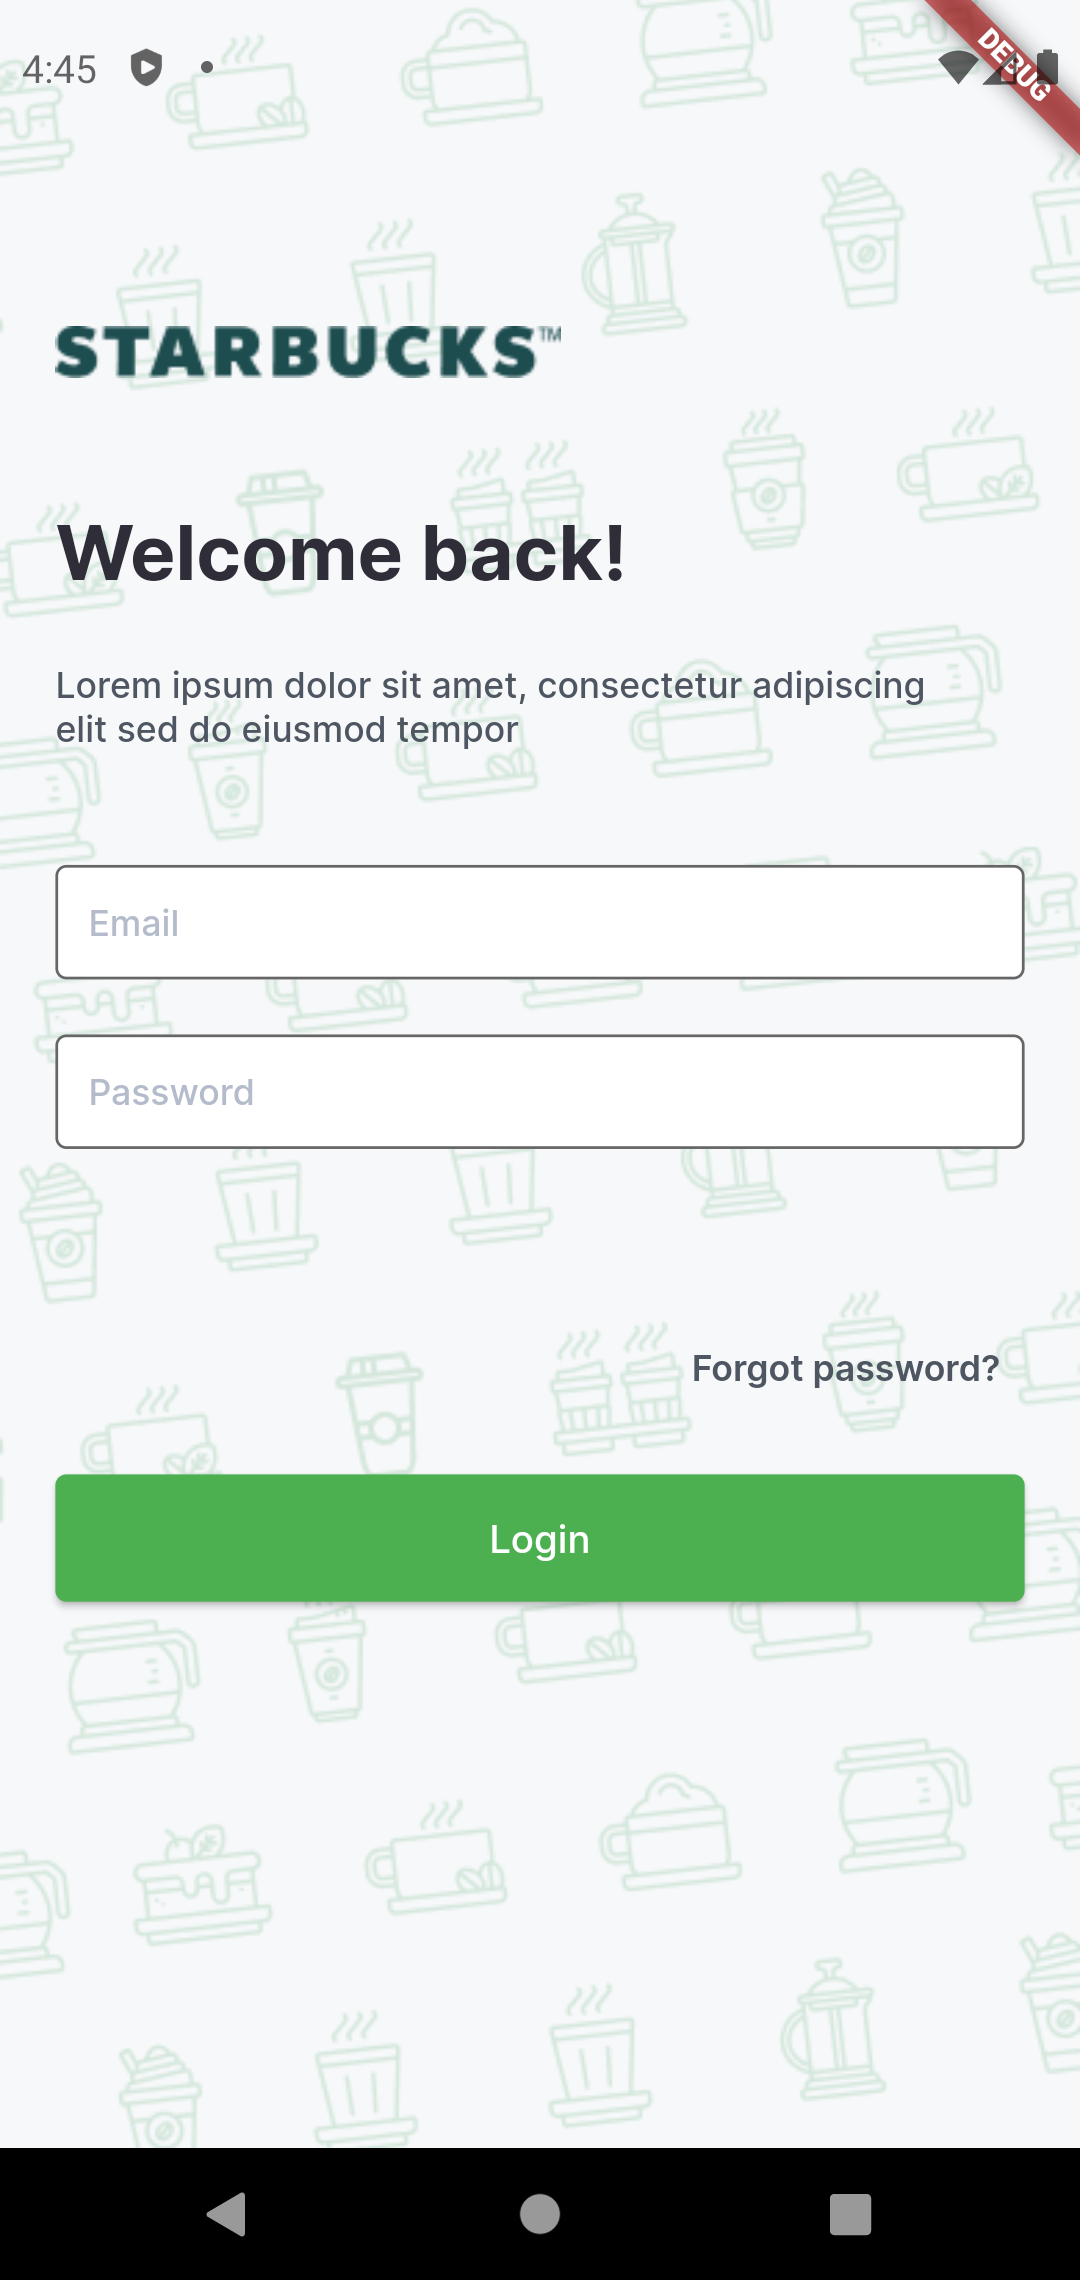 4:45
DEBUG
STARBUCKS™
Welcome back!
Lorem ipsum dolor sit amet, consectetur adipiscing
elit sed do eiusmod tempor
Email
Password
Forgot password?
Login